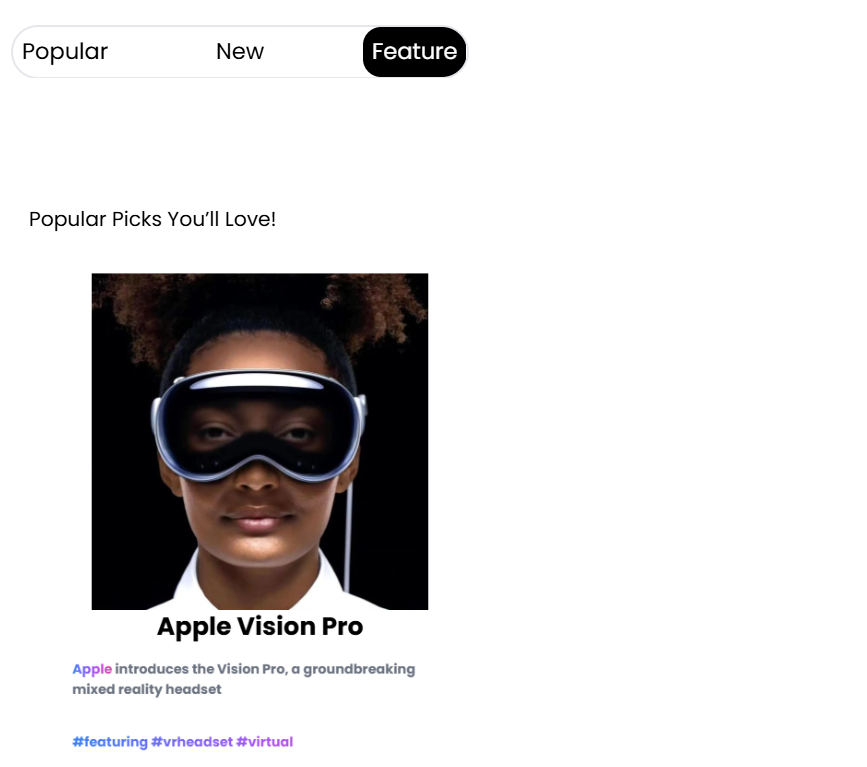 Popular New Feature
Popular Picks You’ll Love!
Apple Vision Pro
Apple introduces the Vision Pro, a groundbreaking
mixed reality headset
#featuring #vrheadset #virtual